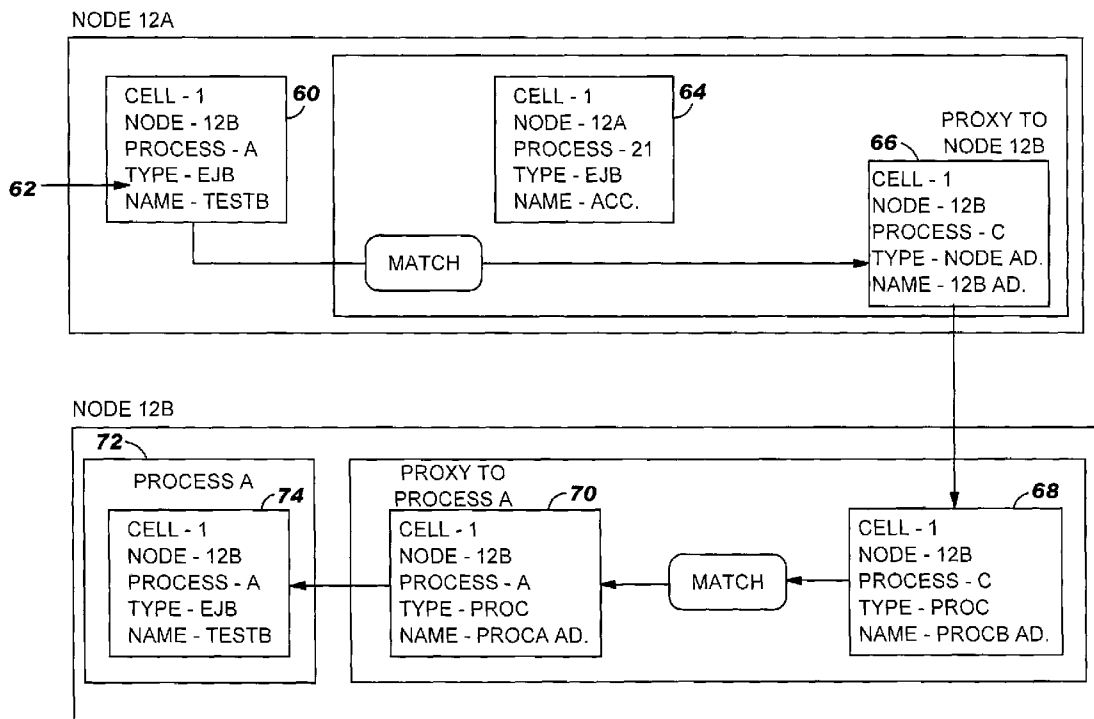 NODE 12A
60
CELL - 1
NODE - 12B
PROCESS - A
TYPE - EJB
NAME - TESTB
62
64
CELL - 1
NODE - 12A
PROCESS - 21
TYPE - EJB
NAME - ACC.
MATCH
PROXY TO
NODE 12B
66
CELL - 1
NODE - 12B
PROCESS - C
TYPE - NODE AD.
NAME - 12B AD.
NODE 12B
72
PROCESS A
74
CELL - 1
NODE - 12B
PROCESS - A
TYPE - EJB
NAME - TESTB
PROXY TO
PROCESS A
70
CELL - 1
NODE - 12B
PROCESS - A
TYPE - PROC
NAME - PROCA AD.
MATCH
68
CELL - 1
NODE - 12B
PROCESS - C
TYPE - PROC
NAME - PROCB AD.